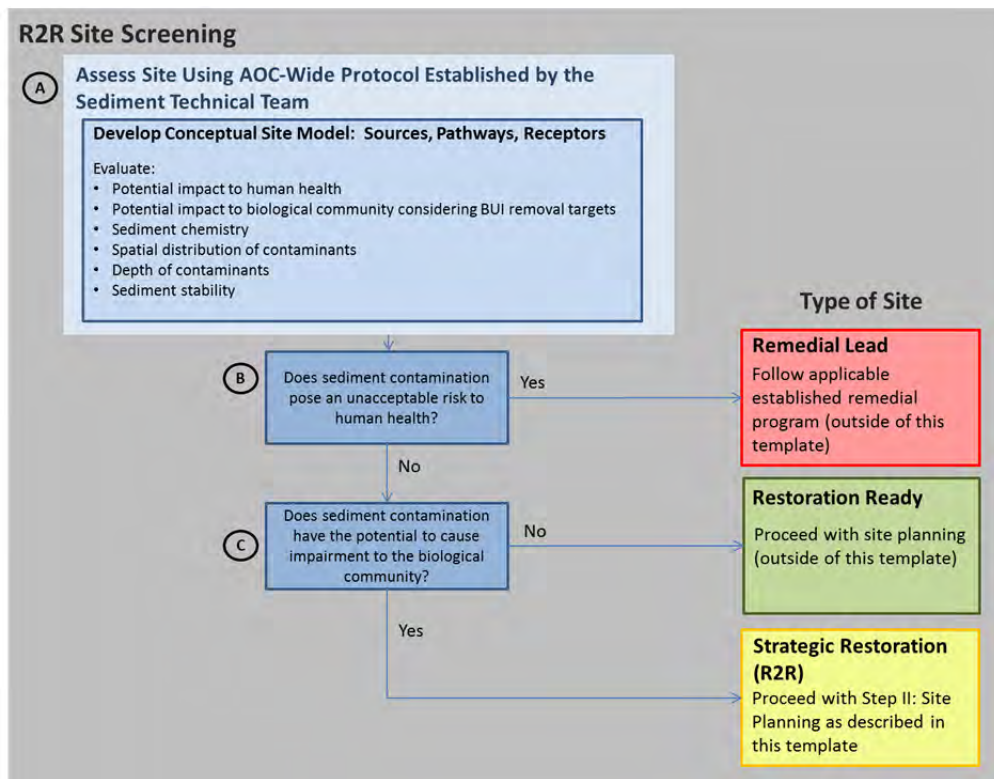 R2R Site Screening
A
Assess Site Using AOC-Wide Protocol Established by the
Sediment Technical Team
Develop Conceptual Site Model: Sources, Pathways, Receptors
Evaluate:
• Potential impact to human health
• Potential impact to biological community considering BUI removal targets
• Sediment chemistry
• Spatial distribution of contaminants
• Depth of contaminants
• Sediment stability
Type of Site
B
Does sediment contamination
pose an unacceptable risk to
human health?
Yes
Remedial Lead
Follow applicable
established remedial
program (outside of this
template)
No
C
Does sediment contamination
have the potential to cause
impairment to the biological
community?
No
Restoration Ready
Proceed with site planning
(outside of this template)
Yes
Strategic Restoration
(R2R)
Proceed with Step II: Site
Planning as described in
this template